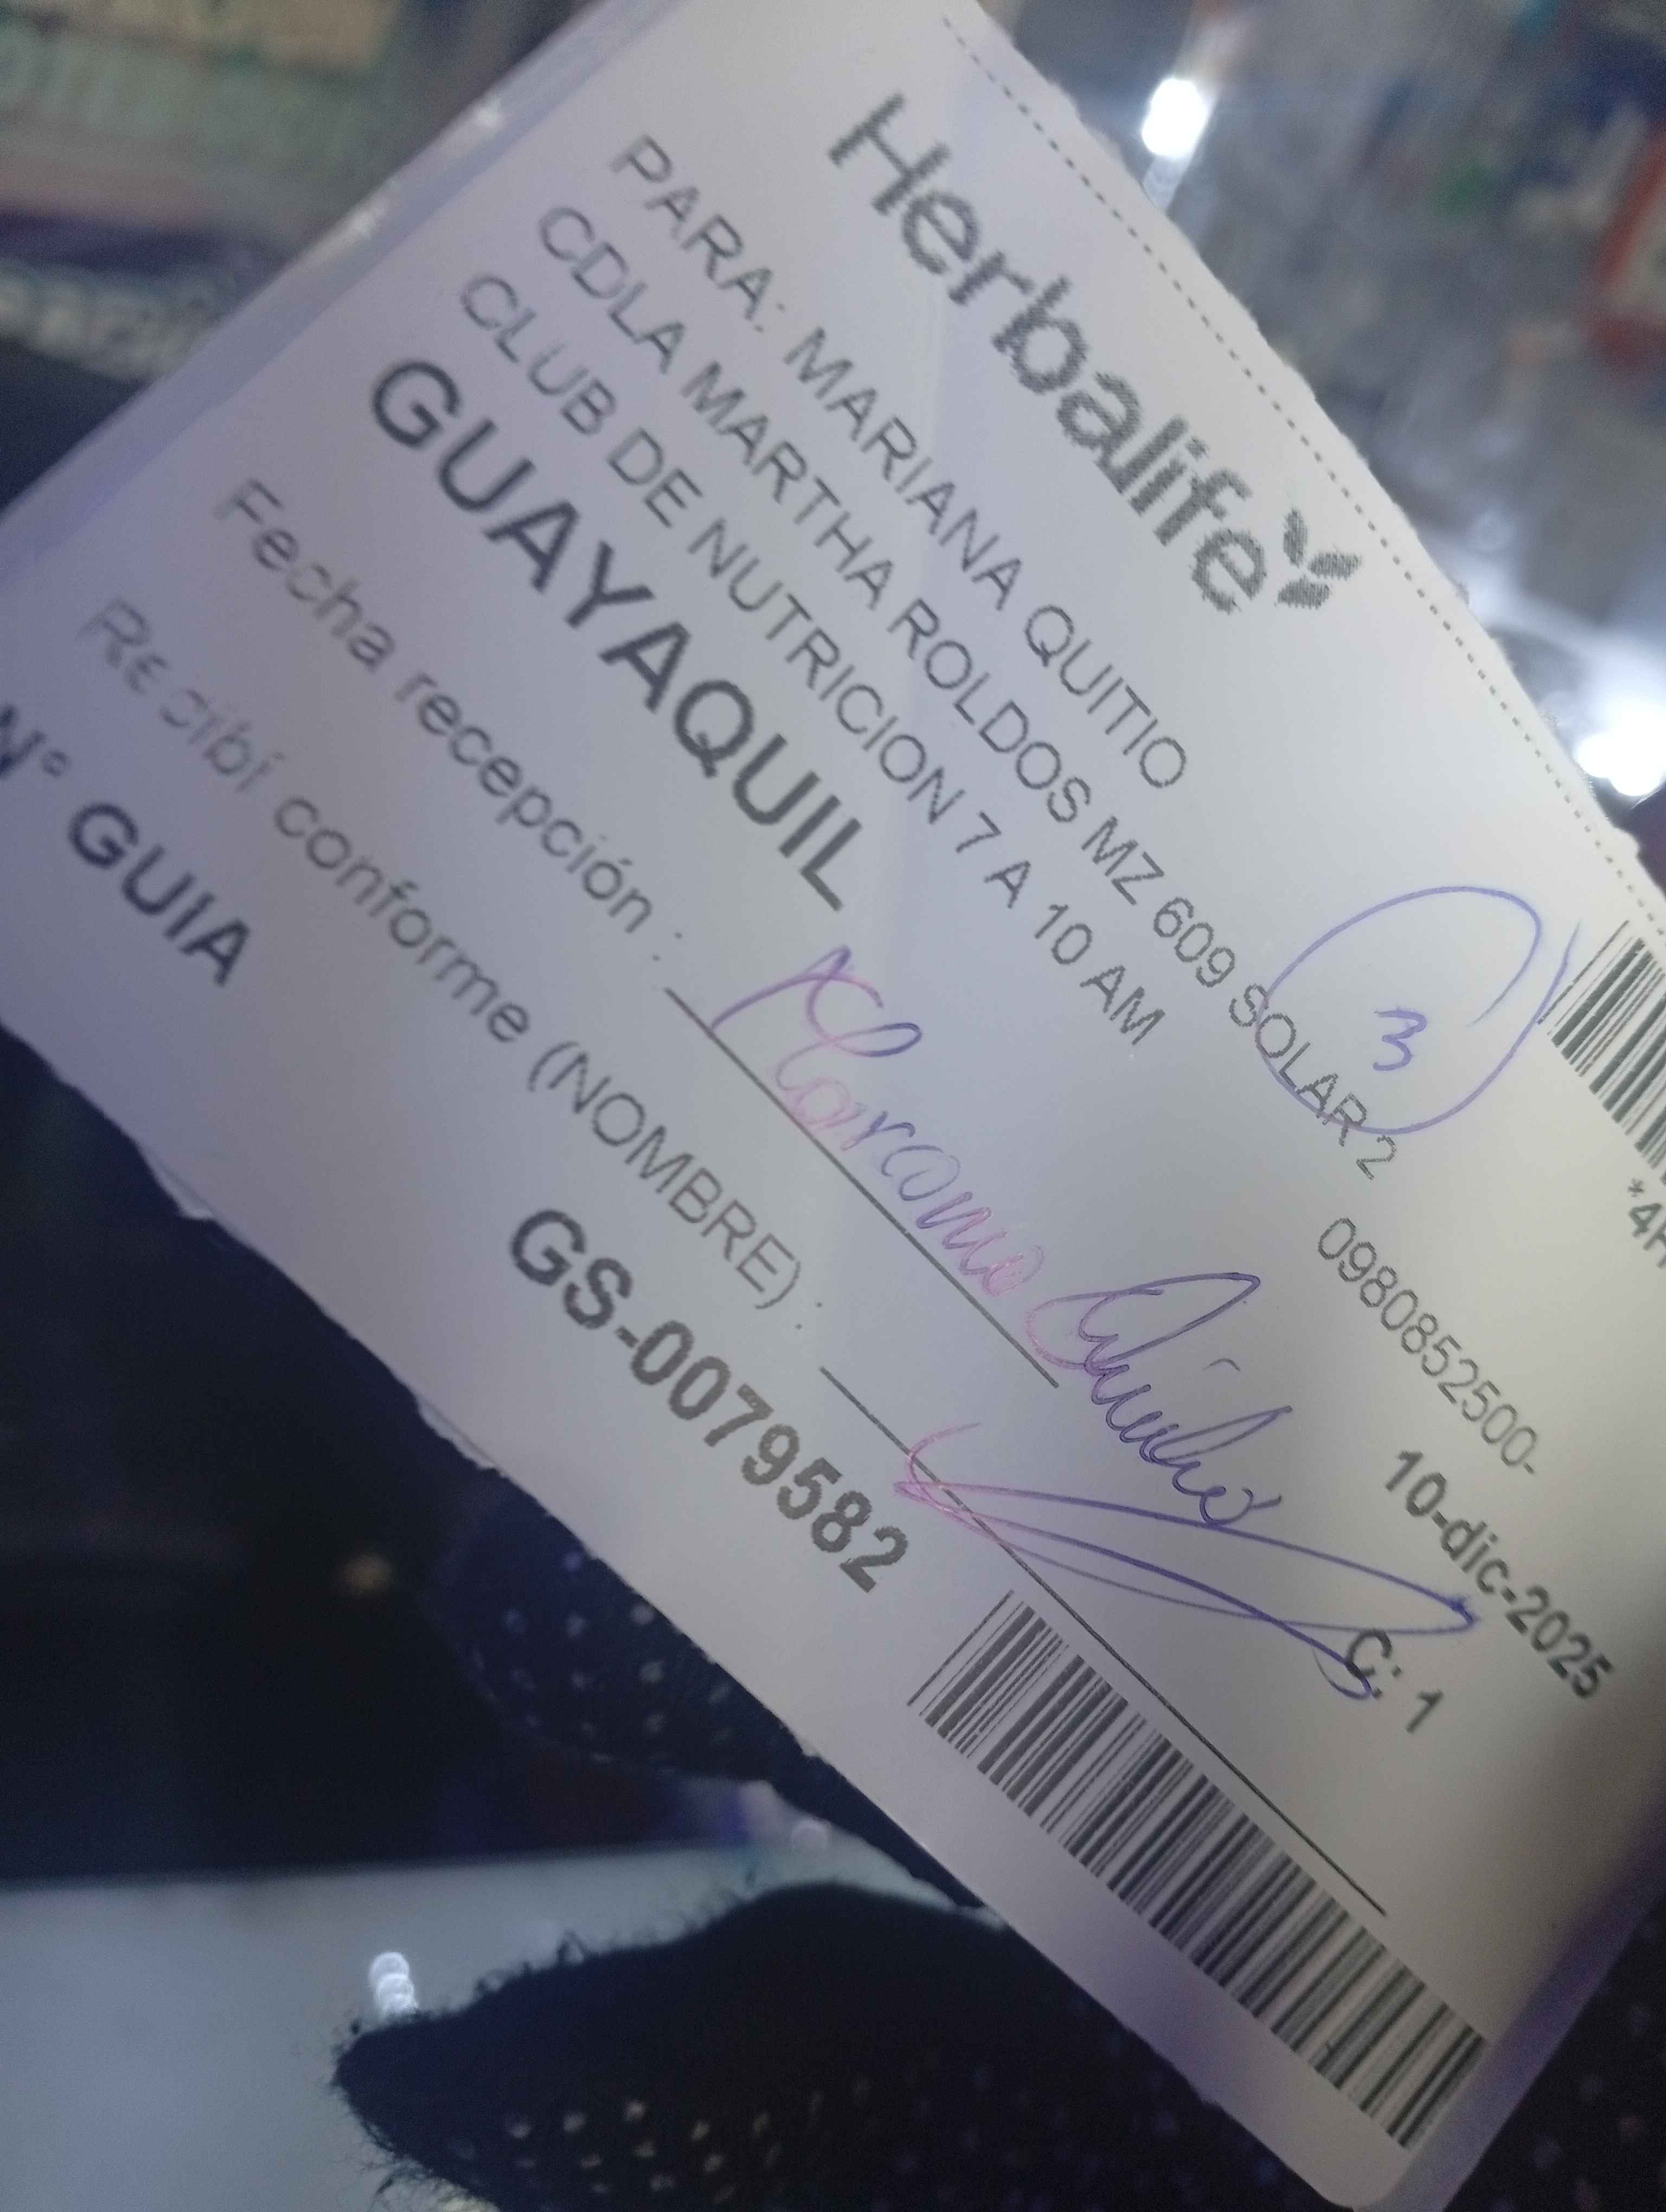 Herbalife
*4H
PARA: MARIANA QUITIO
CDLA MARTHA ROLDOS MZ 609 SOLAR 2 0980852500-
CLUB DE NUTRICION 7 A 10 AM
3
GUAYAQUIL
10-dic-2025
Fecha recepción :
C: 1
Recibí conforme (NOMBRE) :
N° GUIA GS-0079582